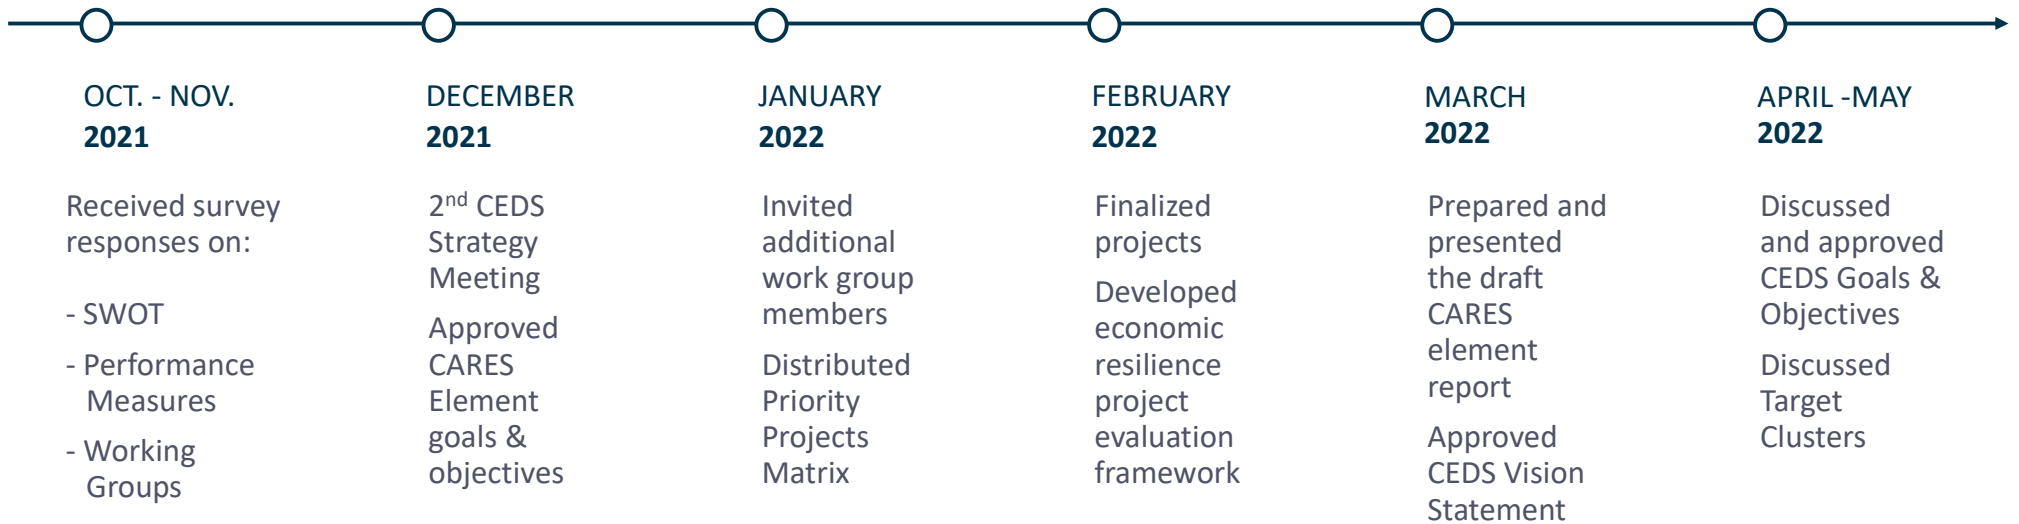 OCT. - NOV.
2021
Received survey
responses on:
- SWOT
- Performance
Measures
- Working
Groups
DECEMBER
2021
2nd CEDS
Strategy
Meeting
Approved
CARES
Element
goals &
objectives
JANUARY
2022
Invited
additional
work group
members
Distributed
Priority
Projects
Matrix
FEBRUARY
2022
Finalized
projects
Developed
economic
resilience
project
evaluation
framework
MARCH
2022
Prepared and
presented
the draft
CARES
element
report
Approved
CEDS Vision
Statement
APRIL -MAY
2022
Discussed
and approved
CEDS Goals &
Objectives
Discussed
Target
Clusters